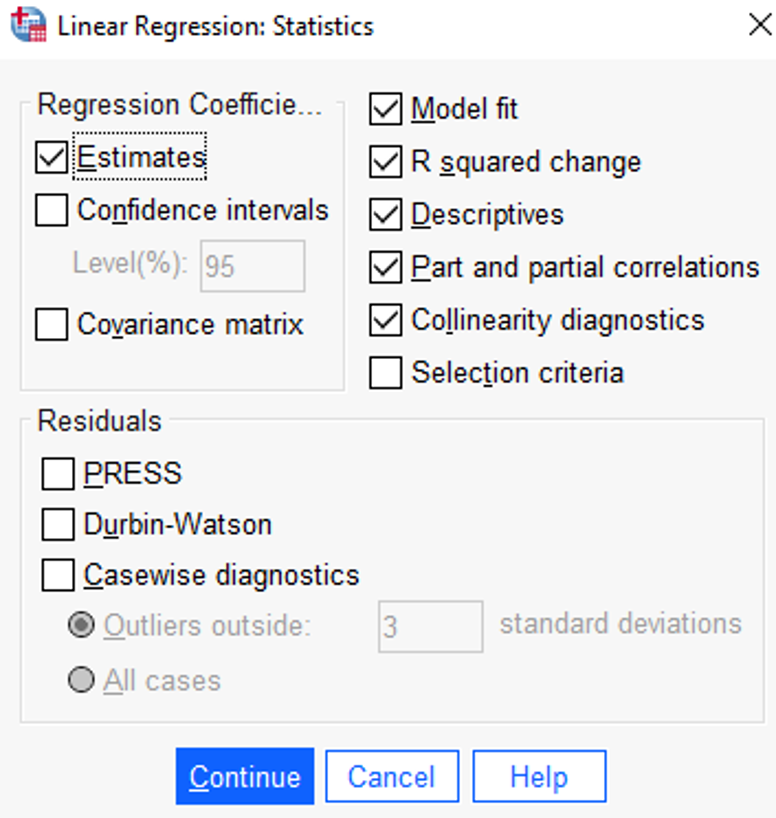 Linear Regression: Statistics
Regression Coefficie...
Estimates
Confidence intervals
Level(%): 95
Covariance matrix
Model fit
R squared change
Descriptives
Part and partial correlations
Collinearity diagnostics
Selection criteria
Residuals
PRESS
Durbin-Watson
Casewise diagnostics
Outliers outside: 3 standard deviations
All cases
Continue Cancel Help